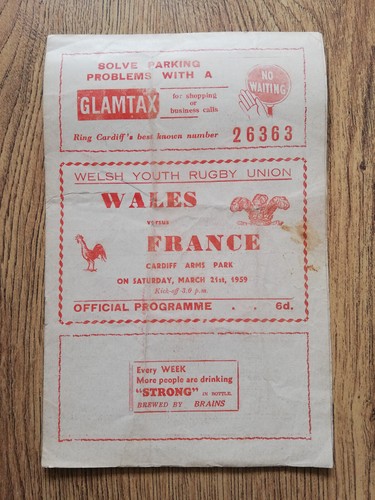 SOLVE PARKING
PROBLEMS WITH A
GLAMTAX
for shopping
or
business calls
NO
WAITING
Ring Cardiff's best known number 26363
WELSH YOUTH RUGBY UNION
WALES
VERSUS
FRANCE
CARDIFF ARMS PARK
ON SATURDAY, MARCH 21st, 1959
Kick-off 3.0 p.m.
OFFICIAL PROGRAMME . . 6d.
Every WEEK
More people are drinking
"STRONG" IN BOTTLE.
BREWED BY BRAINS